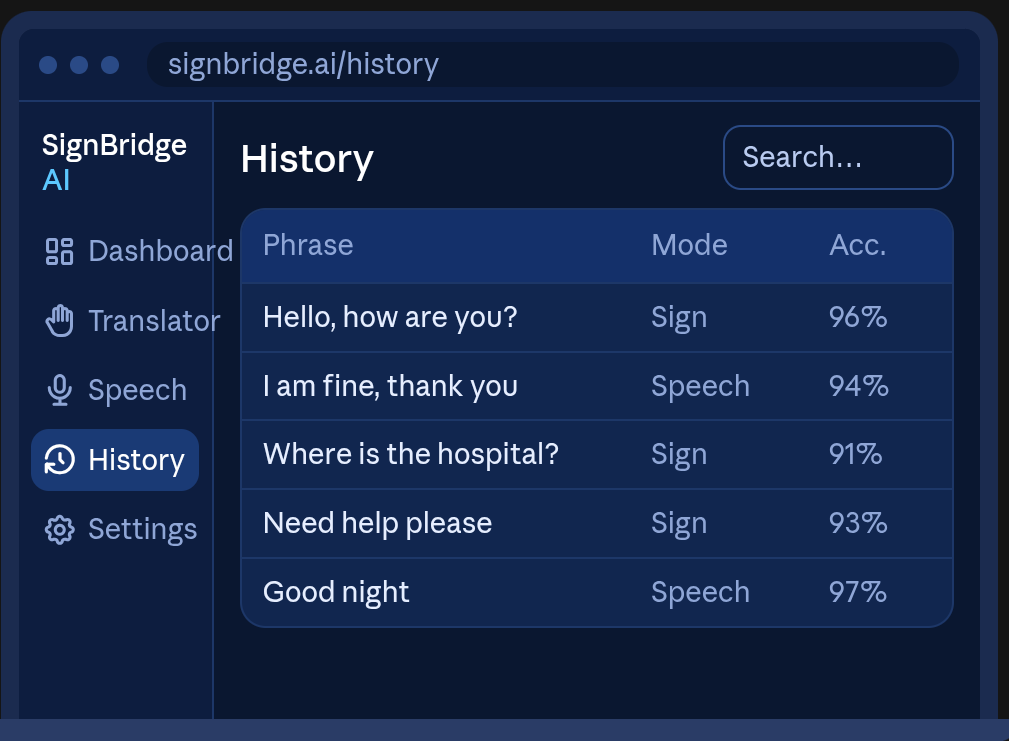 signbridge.ai/history
SignBridge
AI
Dashboard
Translator
Speech
History
Settings
History
Search...
Phrase Mode Acc.
Hello, how are you? Sign 96%
I am fine, thank you Speech 94%
Where is the hospital? Sign 91%
Need help please Sign 93%
Good night Speech 97%